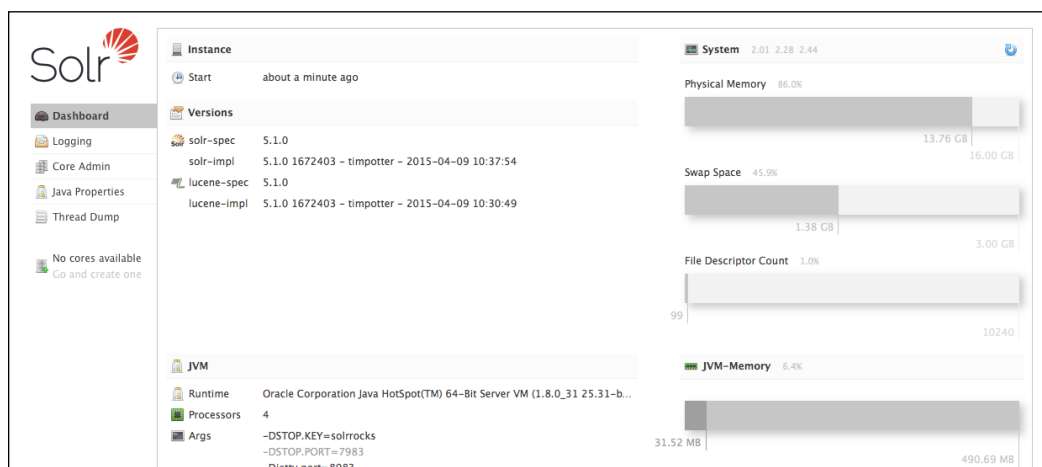 Solr
Dashboard
Logging
Core Admin
Java Properties
Thread Dump
No cores available
Go and create one
Instance
Start about a minute ago
Versions
Solr solr-spec 5.1.0
solr-impl 5.1.0 1672403 - timpotter - 2015-04-09 10:37:54
lucene-spec 5.1.0
lucene-impl 5.1.0 1672403 - timpotter - 2015-04-09 10:30:49
JVM
Runtime Oracle Corporation Java HotSpot(TM) 64-Bit Server VM (1.8.0_31 25.31-b...
Processors 4
Args -DSTOP.KEY=solrrocks
-DSTOP.PORT=7983
-Djetty.port=8983
System 2.01 2.28 2.44
Physical Memory 86.0%
13.76 GB
16.00 GB
Swap Space 45.9%
1.38 GB
3.00 GB
File Descriptor Count 1.0%
99
10240
JVM-Memory 6.4%
31.52 MB
490.69 MB